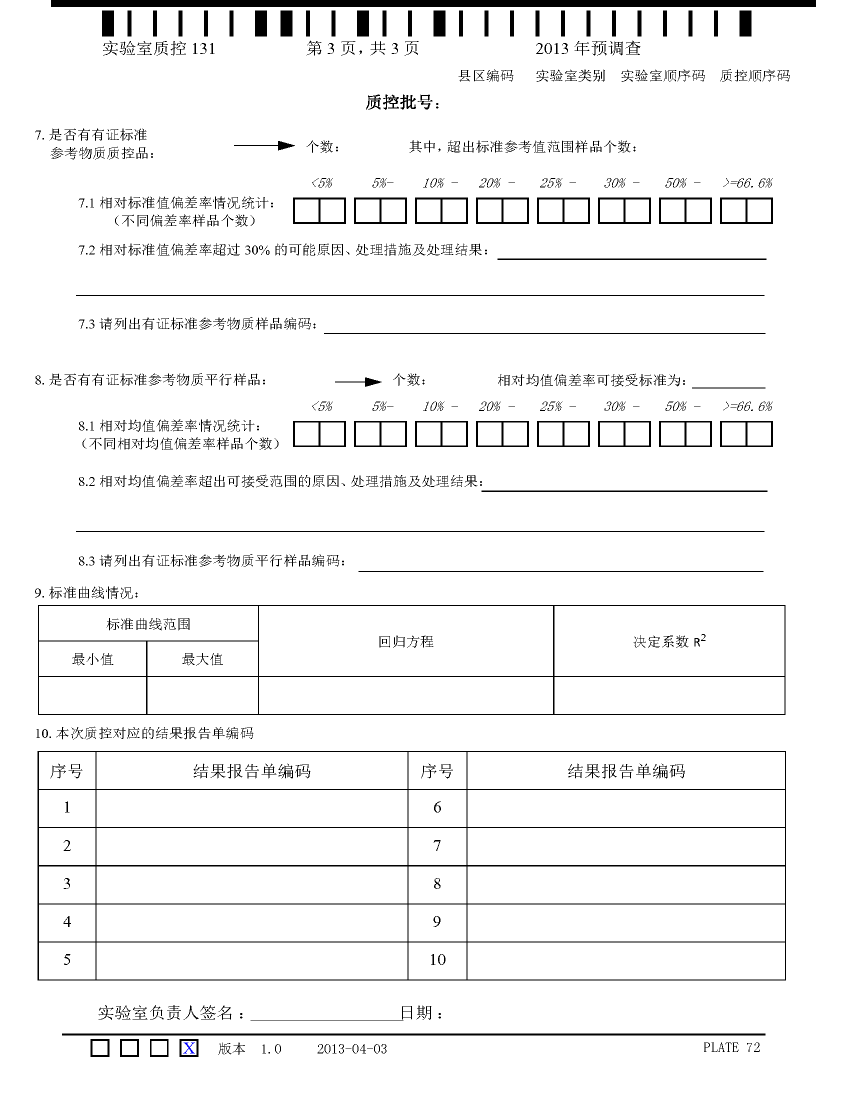 实验室质控 131 第 3 页，共 3 页 2013 年预调查
县区编码 实验室类别 实验室顺序码 质控顺序码
质控批号：
7. 是否有有证标准
参考物质质控品： 个数： 其中，超出标准参考值范围样品个数：
<5% 5%- 10% - 20% - 25% - 30% - 50% - >=66.6%
7.1 相对标准值偏差率情况统计：
（不同偏差率样品个数）
7.2 相对标准值偏差率超过 30% 的可能原因、处理措施及处理结果：
7.3 请列出有证标准参考物质样品编码：
8. 是否有有证标准参考物质平行样品： 个数： 相对均值偏差率可接受标准为：
<5% 5%- 10% - 20% - 25% - 30% - 50% - >=66.6%
8.1 相对均值偏差率情况统计：
（不同相对均值偏差率样品个数）
8.2 相对均值偏差率超出可接受范围的原因、处理措施及处理结果：
8.3 请列出有证标准参考物质平行样品编码：
9. 标准曲线情况：
标准曲线范围 回归方程 决定系数 R²
最小值 最大值
10. 本次质控对应的结果报告单编码
序号 结果报告单编码 序号 结果报告单编码
1 6
2 7
3 8
4 9
5 10
实验室负责人签名： 日期：
X 版本 1.0 2013-04-03 PLATE 72